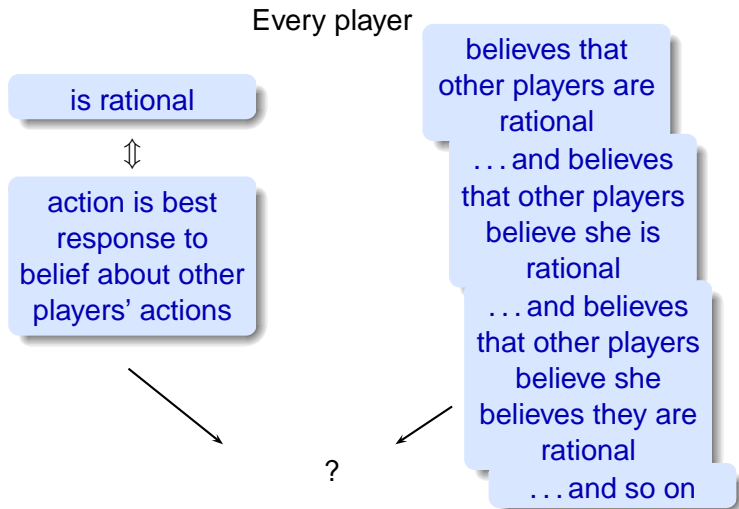 Every player
is rational
⇕
action is best
response to
belief about other
players’ actions
believes that
other players are
rational
. . . and believes
that other players
believe she is
rational
. . . and believes
that other players
believe she
believes they are
rational
. . . and so on
?